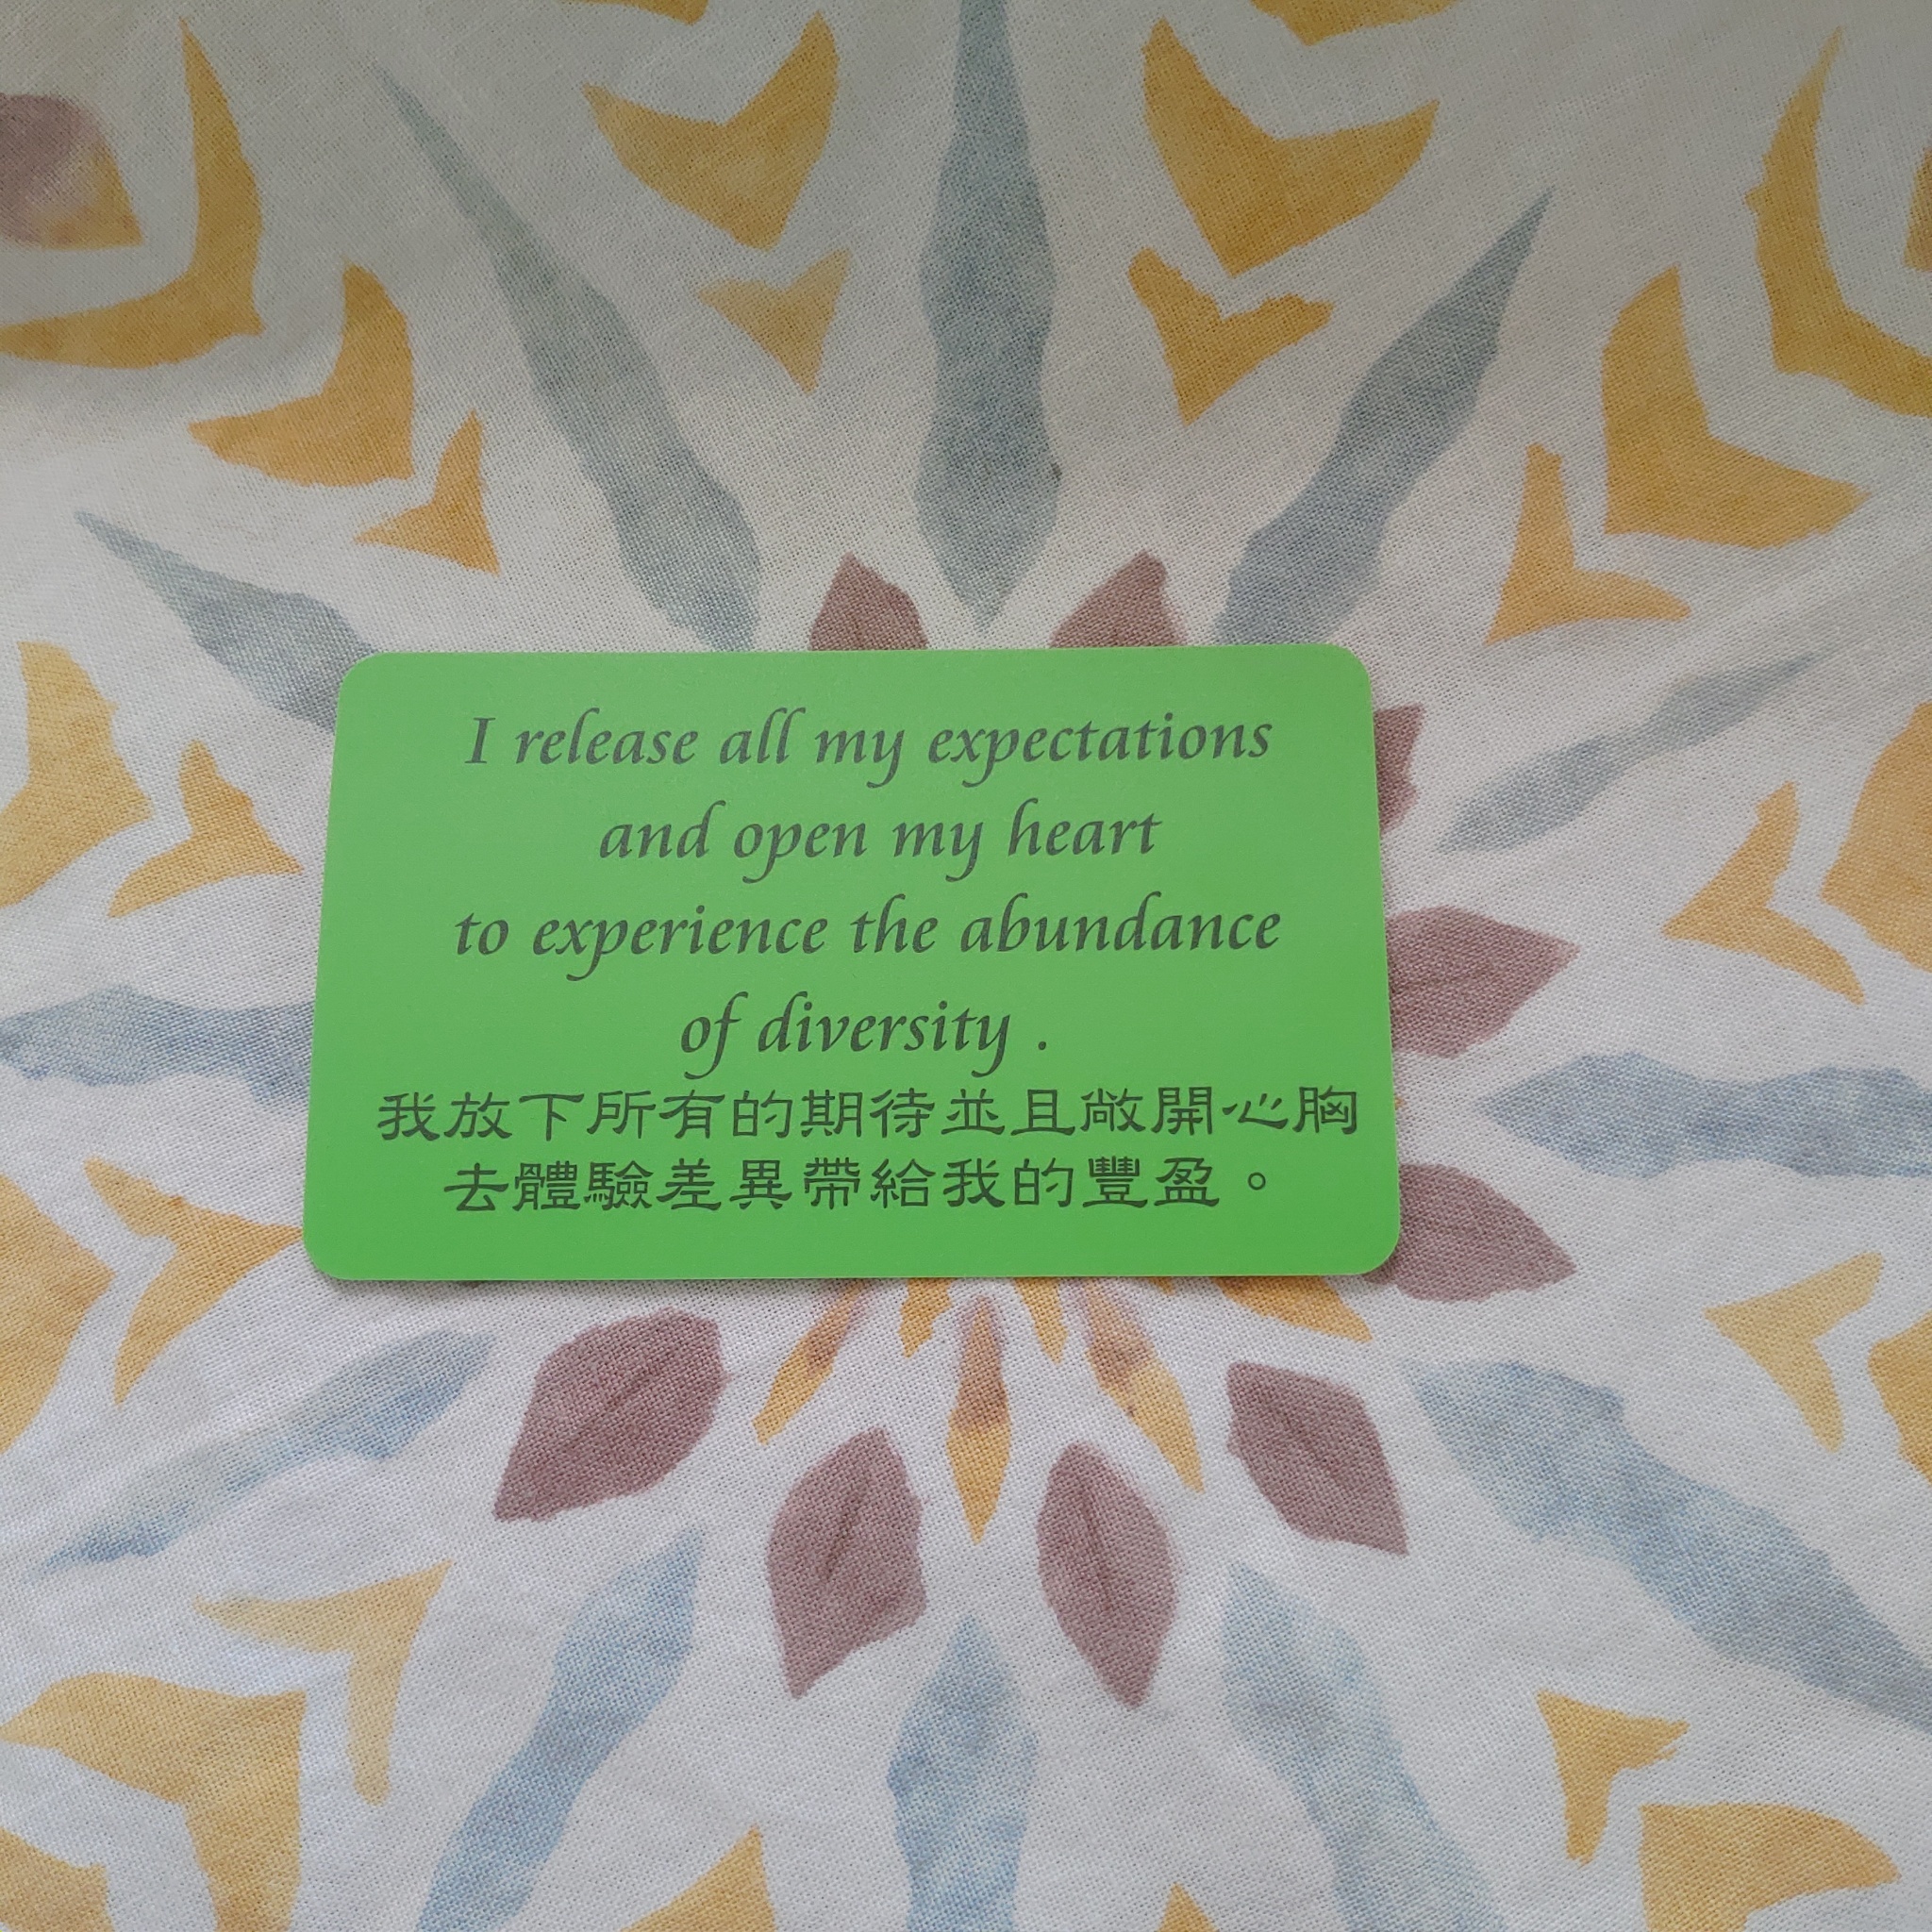 I release all my expectations
and open my heart
to experience the abundance
of diversity .
我放下所有的期待並且敞開心胸
去體驗差異帶給我的豐盈。